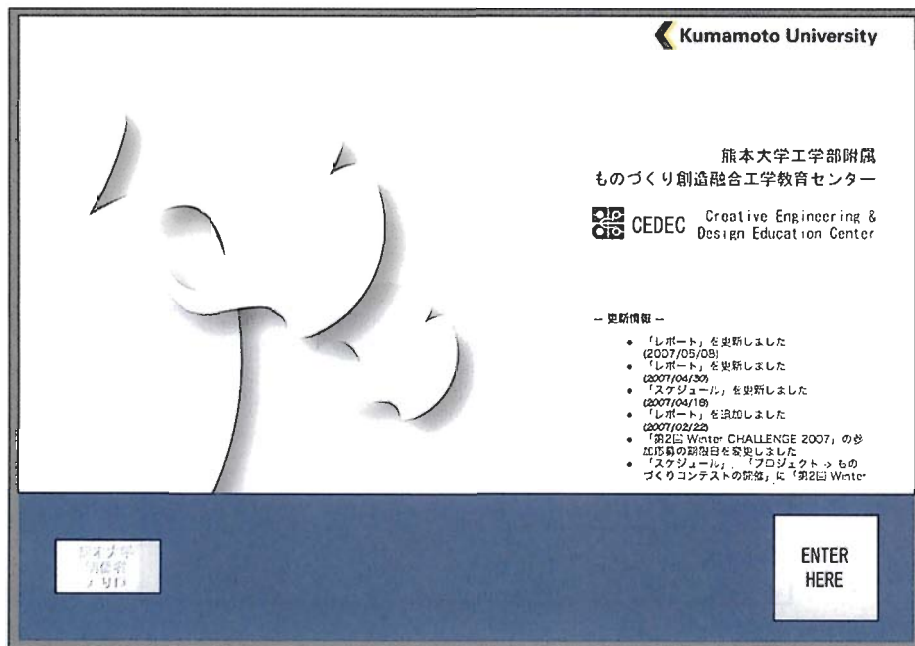 Kumamoto University
熊本大学工学部附属
ものづくり創造融合工学教育センター
CEDEC Creative Engineering &
Design Education Center
― 更新情報 ―
• 「レポート」を更新しました
(2007/05/08)
• 「レポート」を更新しました
(2007/04/30)
• 「スケジュール」を更新しました
(2007/04/18)
• 「レポート」を追加しました
(2007/02/22)
• 「第2回 Winter CHALLENGE 2007」の参
加応募の期限日を変更しました
• 「スケジュール」, 「プロジェクト -> もの
づくりコンテストの開催」に「第2回 Winter
ENTER
HERE